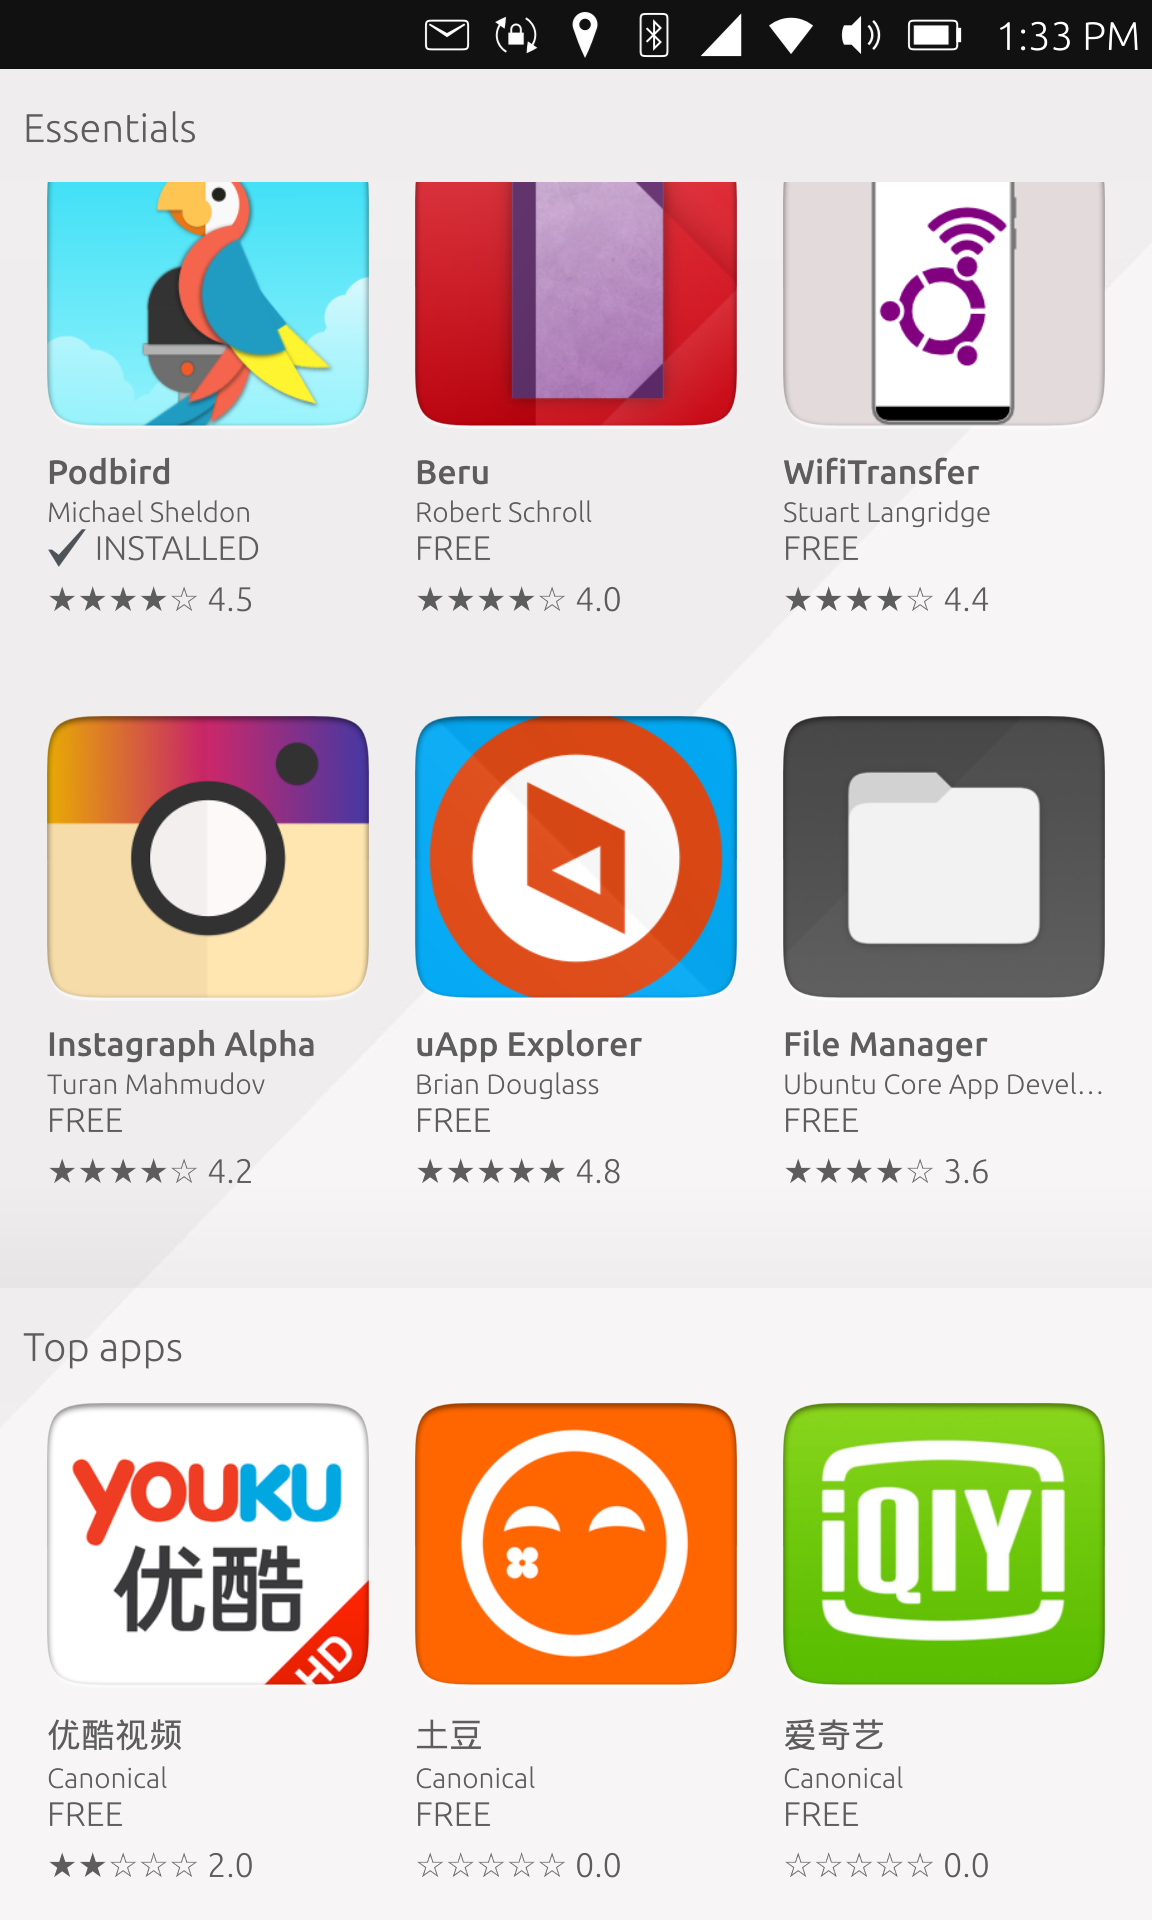 1:33 PM
Essentials
Podbird
Michael Sheldon
INSTALLED
★★★★☆ 4.5
Beru
Robert Schroll
FREE
★★★★☆ 4.0
WifiTransfer
Stuart Langridge
FREE
★★★★☆ 4.4
Instagraph Alpha
Turan Mahmudov
FREE
★★★★☆ 4.2
uApp Explorer
Brian Douglass
FREE
★★★★★ 4.8
File Manager
Ubuntu Core App Devel...
FREE
★★★★☆ 3.6
Top apps
YOUKU
优酷
HD
优酷视频
Canonical
FREE
★★☆☆☆ 2.0
土豆
Canonical
FREE
☆☆☆☆☆ 0.0
iQIYI
爱奇艺
Canonical
FREE
☆☆☆☆☆ 0.0